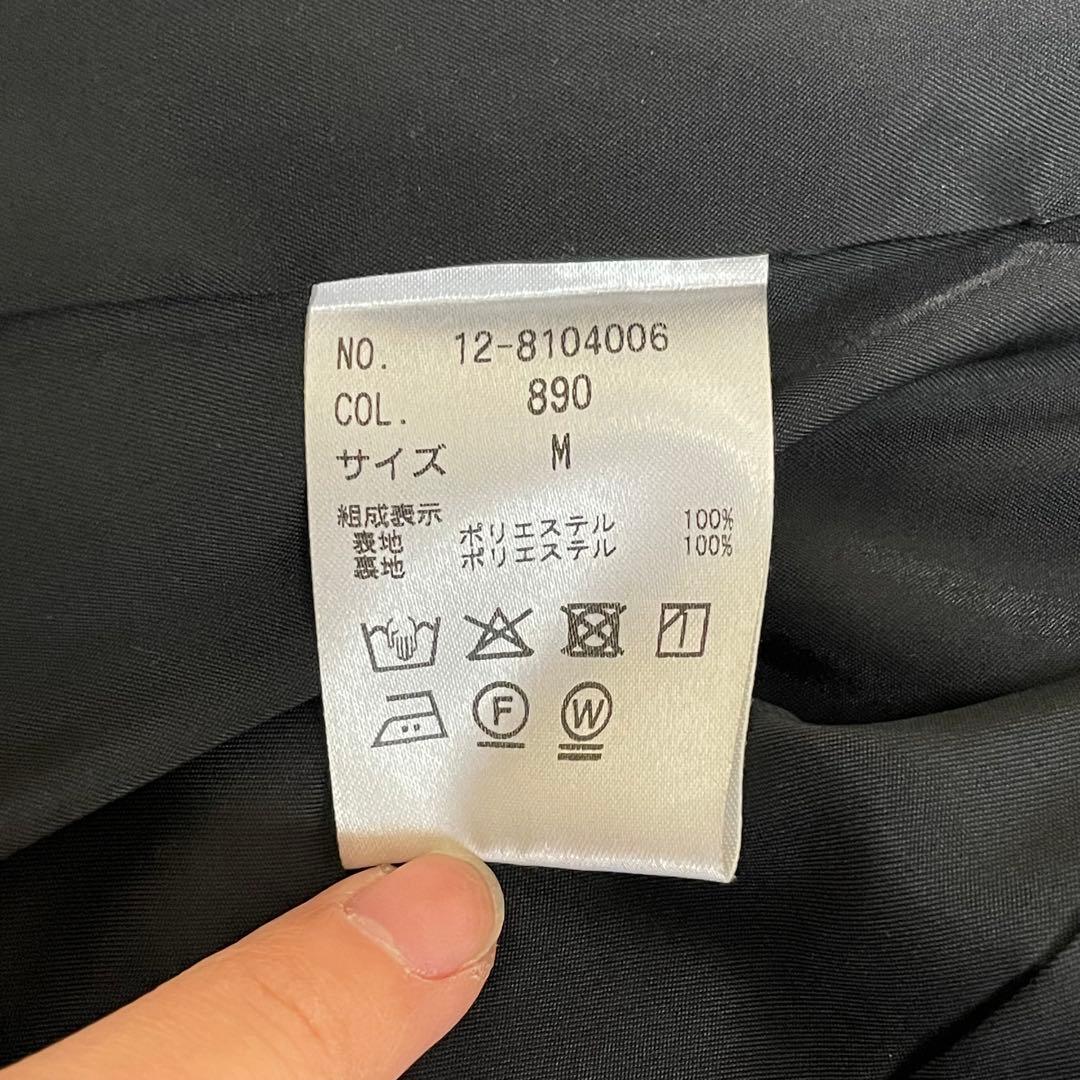 NO. 12-8104006
COL. 890
サイズ M
組成表示
表地 ポリエステル 100%
裏地 ポリエステル 100%
F W